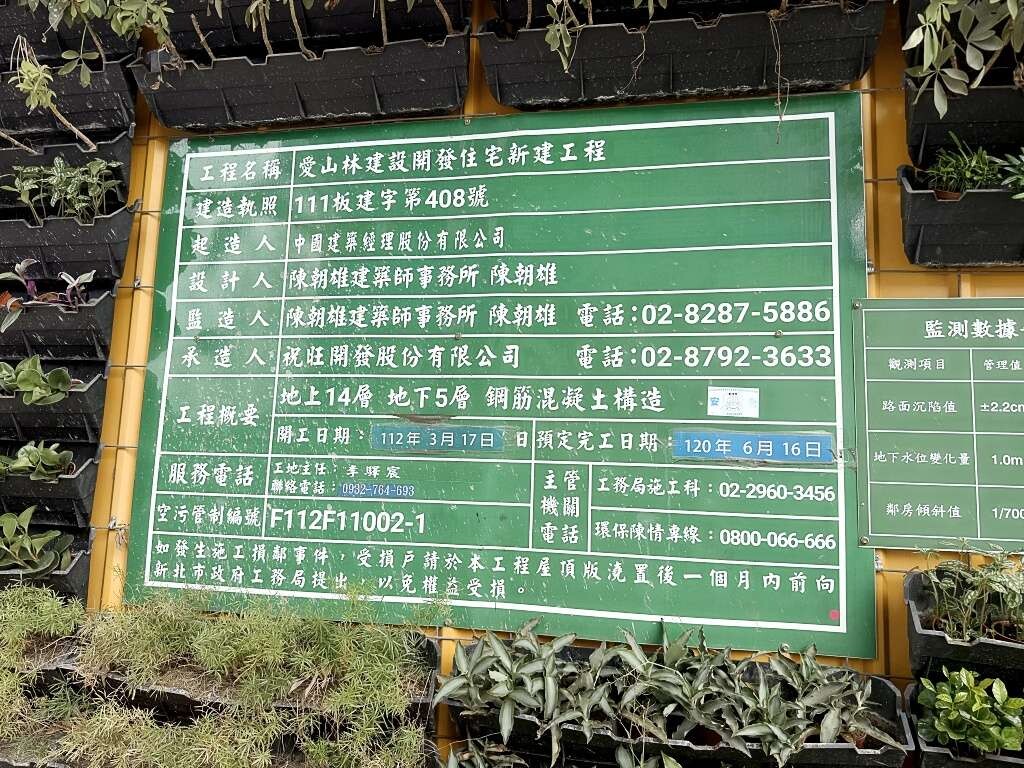 工程名稱 愛山林建設開發住宅新建工程
建造執照 111板建字第408號
起造人 中國建築經理股份有限公司
設計人 陳朝雄建築師事務所 陳朝雄
監造人 陳朝雄建築師事務所 陳朝雄 電話:02-8287-5886
承造人 祝旺開發股份有限公司 電話:02-8792-3633
工程概要 地上14層 地下5層 鋼筋混凝土構造
安
開工日期: 112年 3月17日 日 預定完工日期: 120年 6月16日
服務電話 工地主任: 李驛宸
聯絡電話: 0932-764-693
空污管制編號 F112F11002-1
主管機關電話 工務局施工科:02-2960-3456
環保陳情專線:0800-066-666
如發生施工損鄰事件,受損戶請於本工程屋頂版澆置後一個月內前向
新北市政府工務局提出,以免權益受損。
監測數據
觀測項目 管理值
路面沉陷值 ±2.2cm
地下水位變化量 1.0m
鄰房傾斜值 1/700